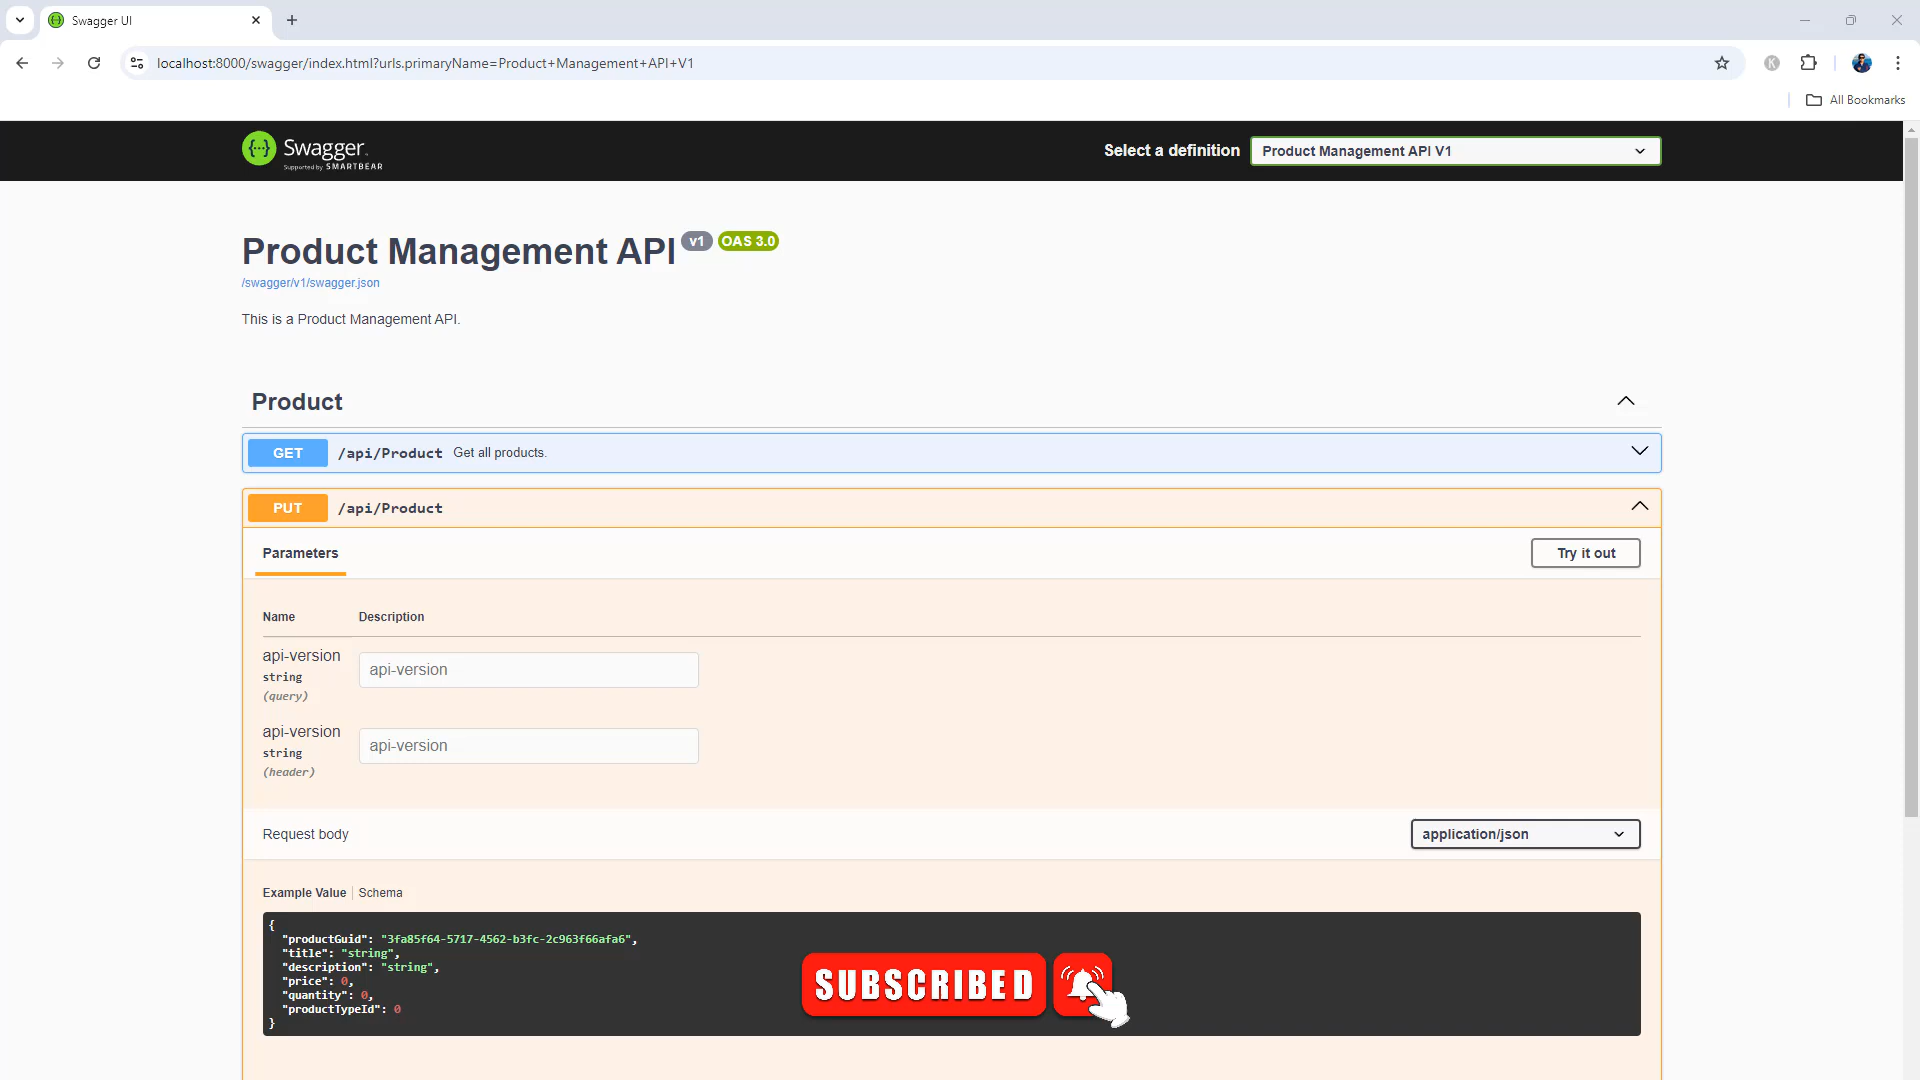 Swagger UI
localhost:8000/swagger/index.html?urls.primaryName=Product+Management+API+V1
K
All Bookmarks
{···} Swagger.
Supported by SMARTBEAR
Select a definition
Product Management API V1
Product Management API v1 OAS 3.0
/swagger/v1/swagger.json
This is a Product Management API.
Product
GET /api/Product Get all products.
PUT /api/Product
Parameters
Try it out
Name Description
api-version
string
(query)
api-version
api-version
string
(header)
api-version
Request body
application/json
Example Value | Schema
{
"productGuid": "3fa85f64-5717-4562-b3fc-2c963f66afa6",
"title": "string",
"description": "string",
"price": 0,
"quantity": 0,
"productTypeId": 0
}
SUBSCRIBED